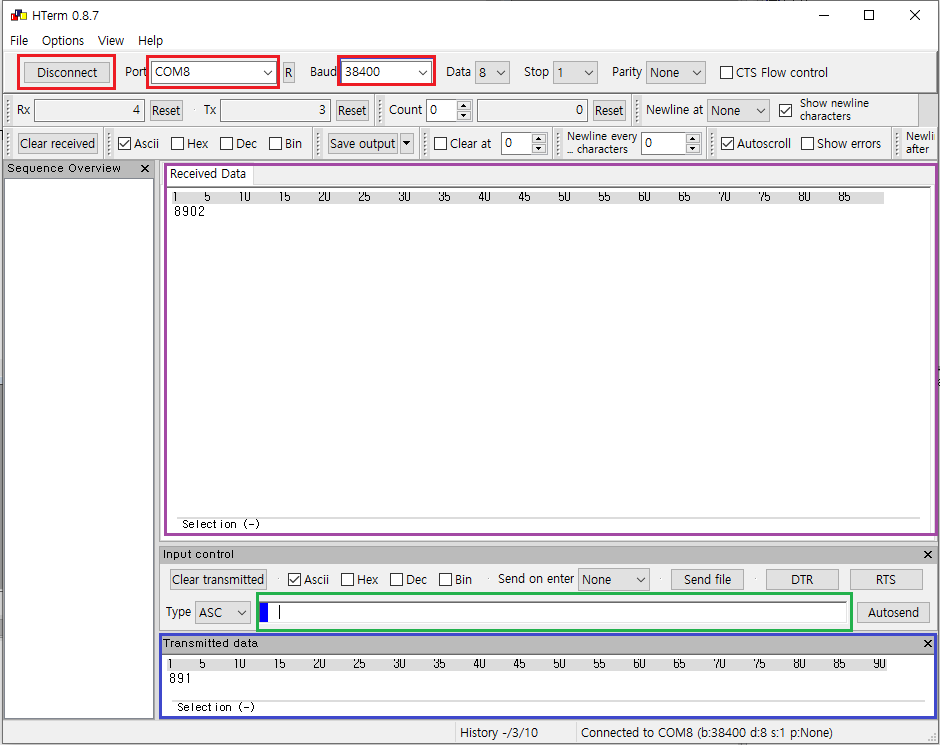 HTerm 0.8.7
File Options View Help
Disconnect Port COM8 R Baud 38400 Data 8 Stop 1 Parity None CTS Flow control
Rx 4 Reset Tx 3 Reset Count 0 0 Reset Newline at None Show newline characters
Clear received Ascii Hex Dec Bin Save output Clear at 0 Newline every ... characters 0 Autoscroll Show errors Newli after
Sequence Overview
Received Data
1 5 10 15 20 25 30 35 40 45 50 55 60 65 70 75 80 85
8902
Selection (-)
Input control
Clear transmitted Ascii Hex Dec Bin Send on enter None Send file DTR RTS
Type ASC Autosend
Transmitted data
1 5 10 15 20 25 30 35 40 45 50 55 60 65 70 75 80 85 90
891
Selection (-)
History -/3/10 Connected to COM8 (b:38400 d:8 s:1 p:None)